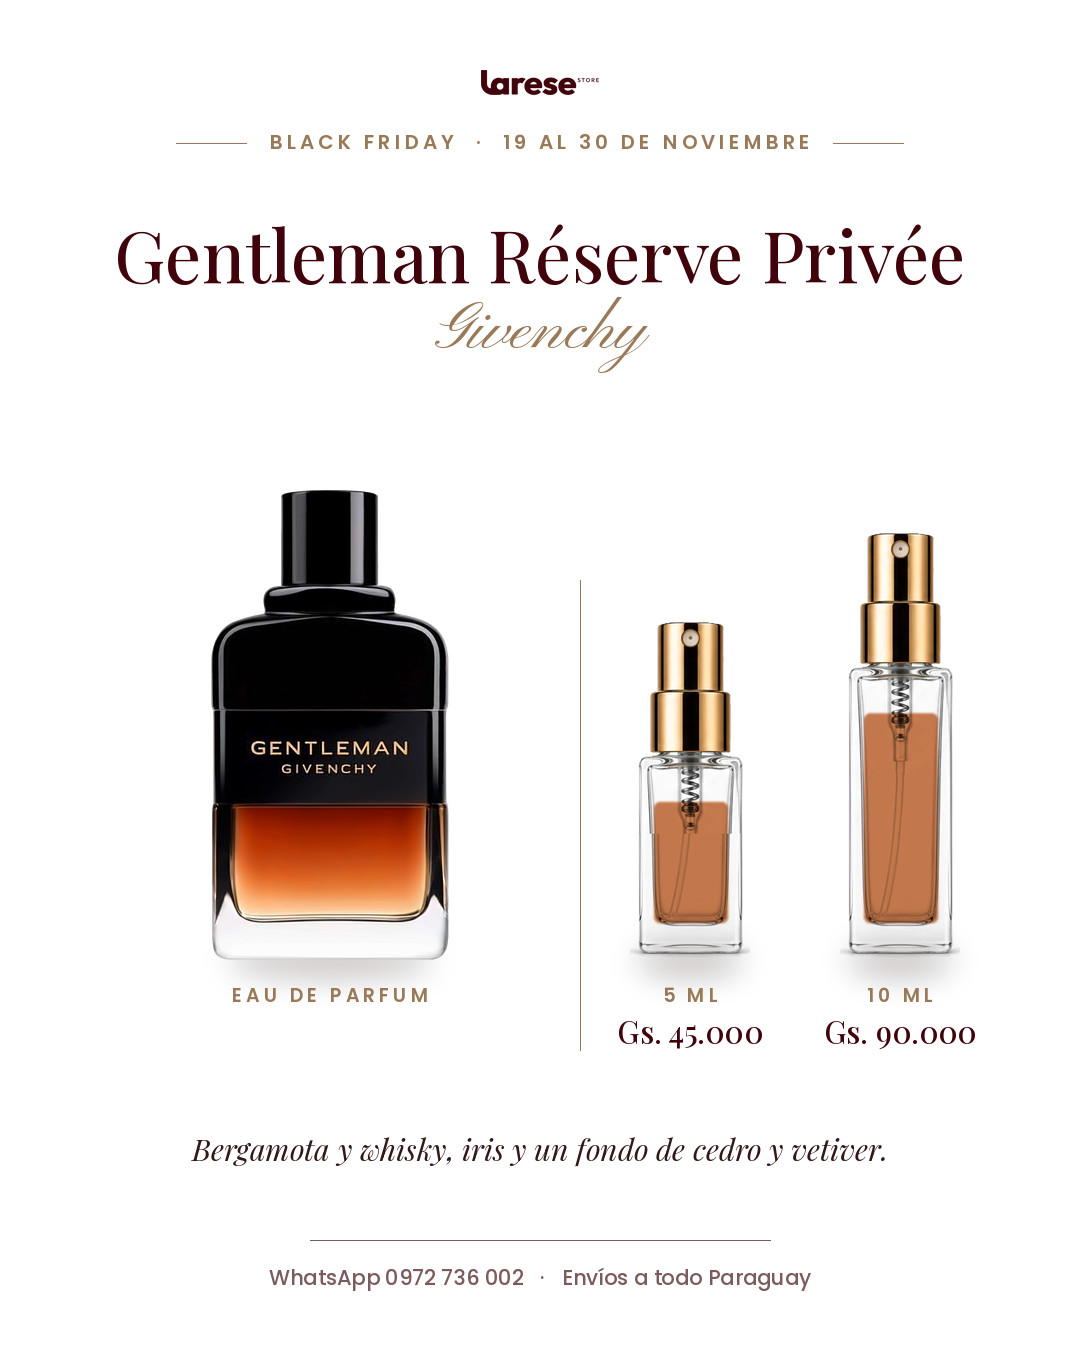 larese STORE
BLACK FRIDAY · 19 AL 30 DE NOVIEMBRE
Gentleman Réserve Privée
Givenchy
GENTLEMAN
GIVENCHY
EAU DE PARFUM
5 ML
Gs. 45.000
10 ML
Gs. 90.000
Bergamota y whisky, iris y un fondo de cedro y vetiver.
WhatsApp 0972 736 002 · Envíos a todo Paraguay